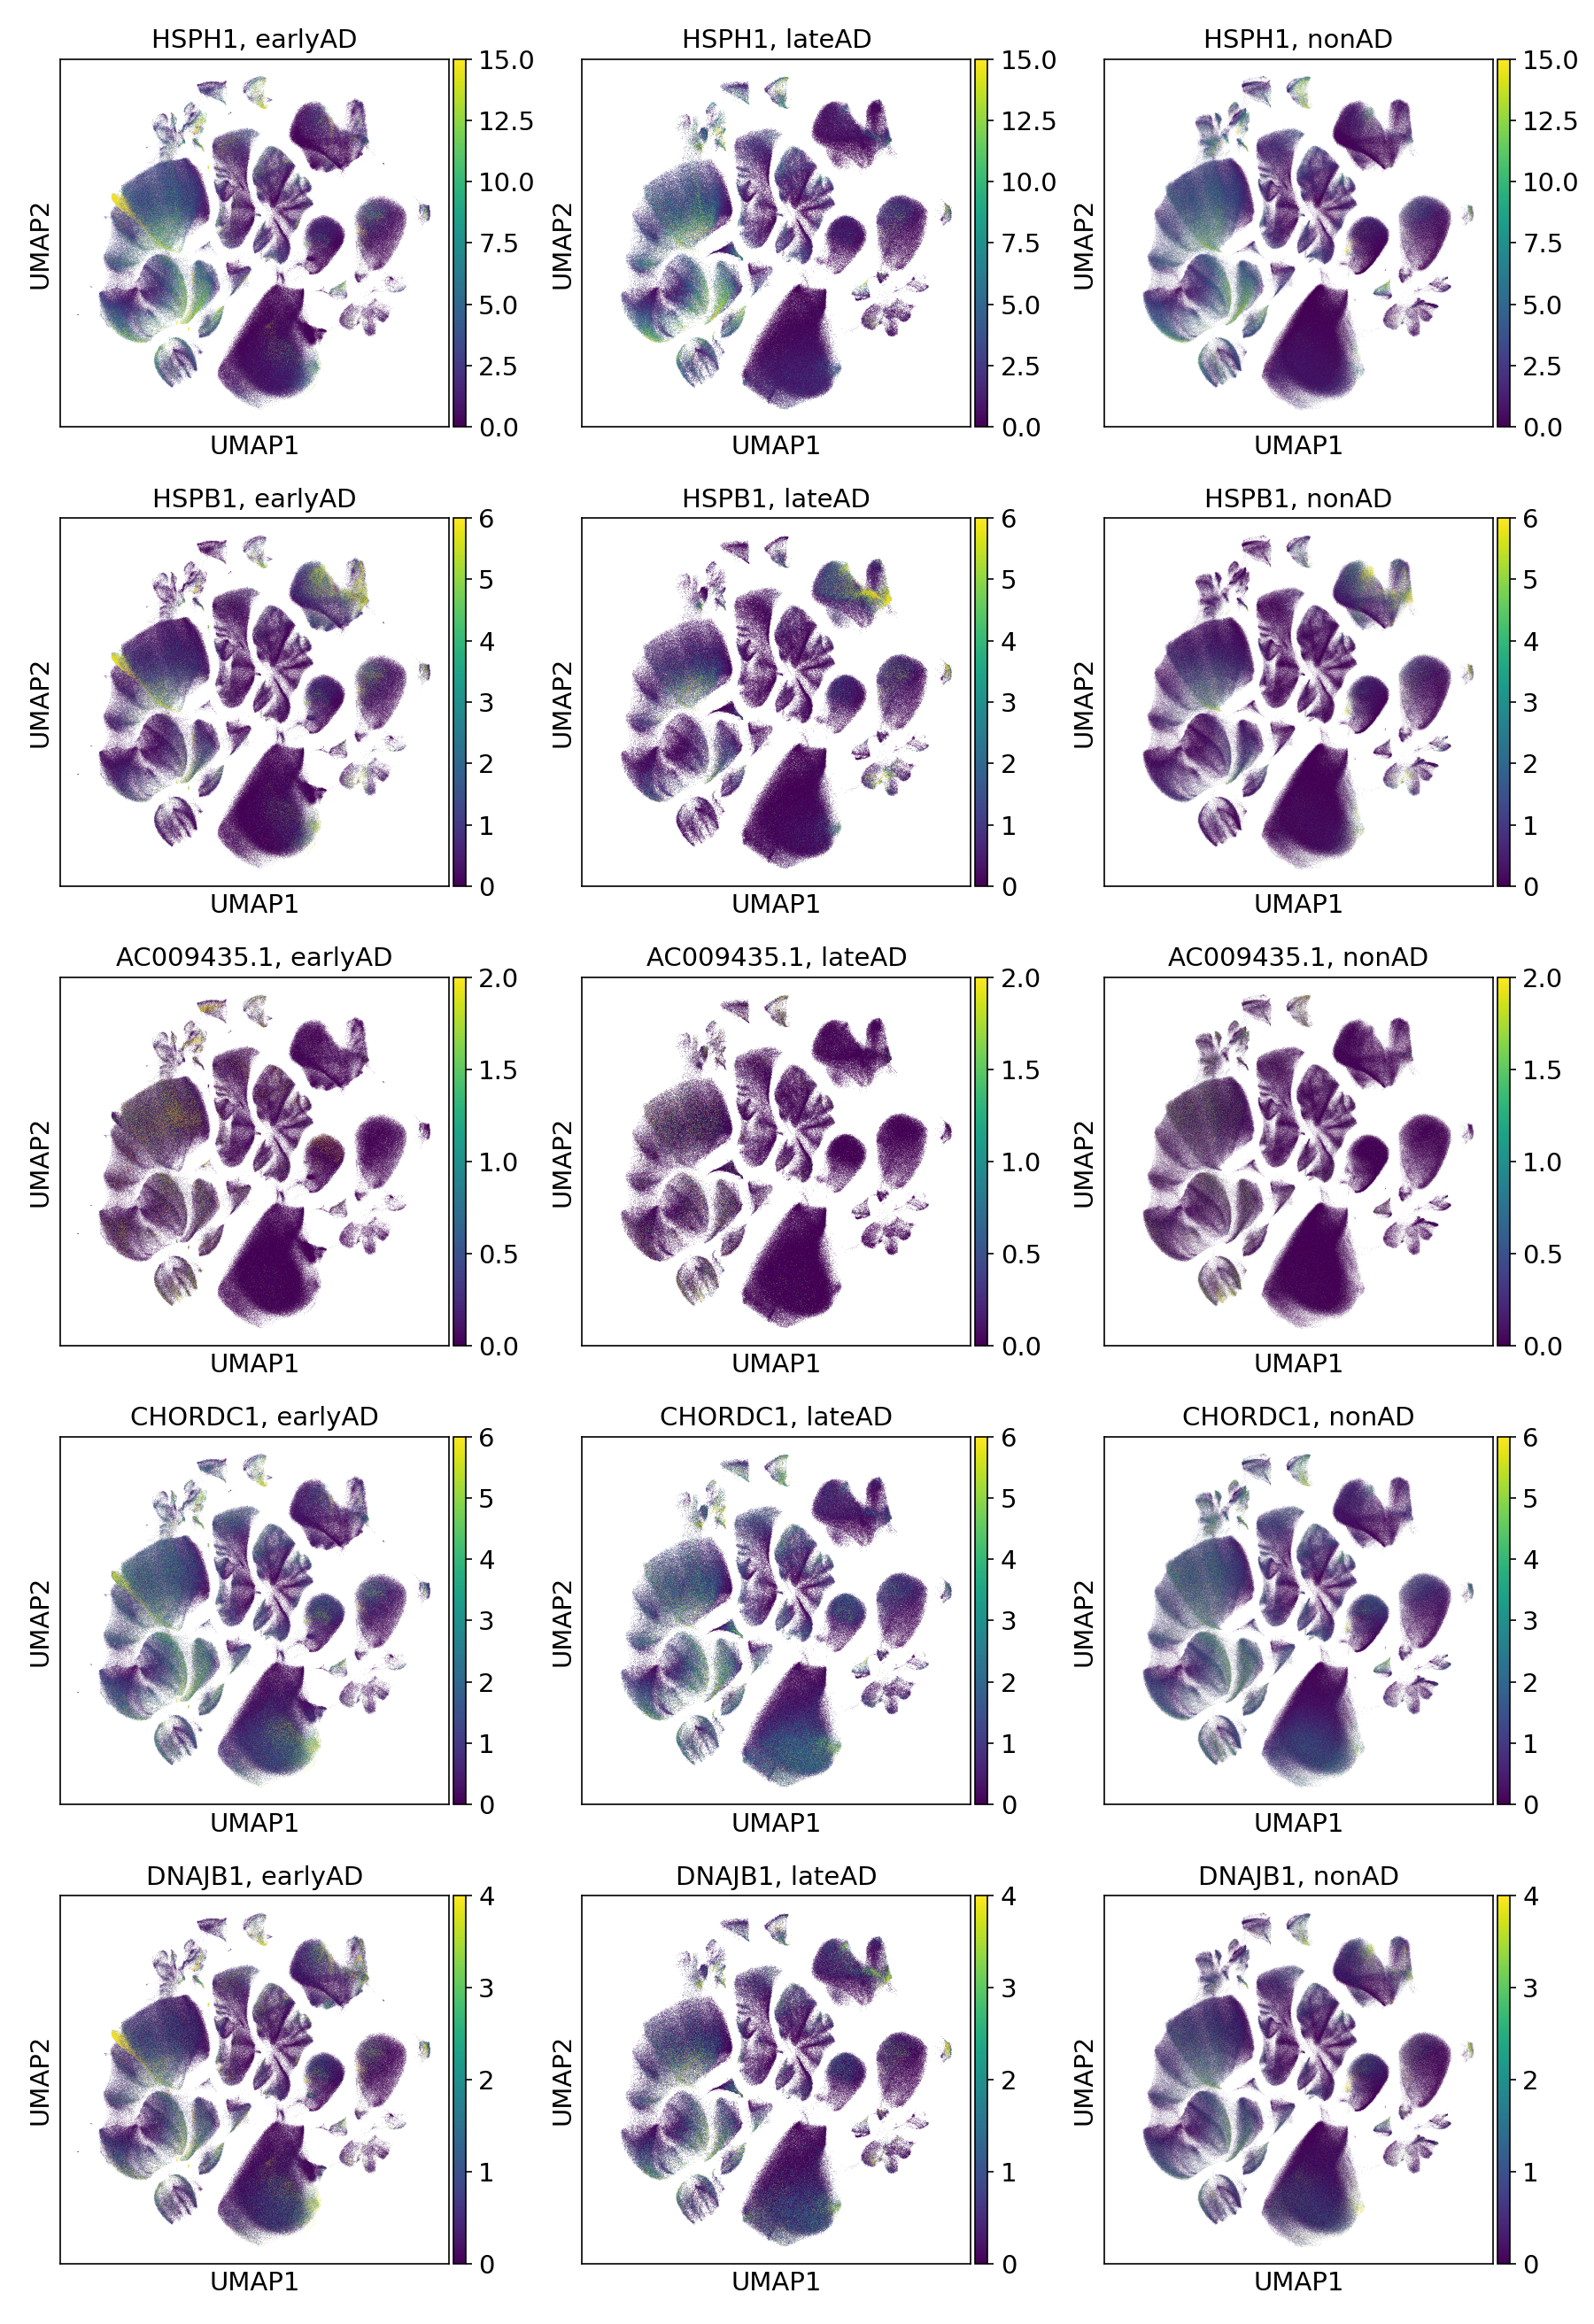 HSPH1, earlyAD
HSPH1, lateAD
HSPH1, nonAD
15.0
12.5
10.0
7.5
5.0
2.5
0.0
15.0
12.5
10.0
7.5
5.0
2.5
0.0
15.0
12.5
10.0
7.5
5.0
2.5
0.0
UMAP2
UMAP2
UMAP2
UMAP1
UMAP1
UMAP1
HSPB1, earlyAD
HSPB1, lateAD
HSPB1, nonAD
6
5
4
3
2
1
0
6
5
4
3
2
1
0
6
5
4
3
2
1
0
UMAP2
UMAP2
UMAP2
UMAP1
UMAP1
UMAP1
AC009435.1, earlyAD
AC009435.1, lateAD
AC009435.1, nonAD
2.0
1.5
1.0
0.5
0.0
2.0
1.5
1.0
0.5
0.0
2.0
1.5
1.0
0.5
0.0
UMAP2
UMAP2
UMAP2
UMAP1
UMAP1
UMAP1
CHORDC1, earlyAD
CHORDC1, lateAD
CHORDC1, nonAD
6
5
4
3
2
1
0
6
5
4
3
2
1
0
6
5
4
3
2
1
0
UMAP2
UMAP2
UMAP2
UMAP1
UMAP1
UMAP1
DNAJB1, earlyAD
DNAJB1, lateAD
DNAJB1, nonAD
4
3
2
1
0
4
3
2
1
0
4
3
2
1
0
UMAP2
UMAP2
UMAP2
UMAP1
UMAP1
UMAP1